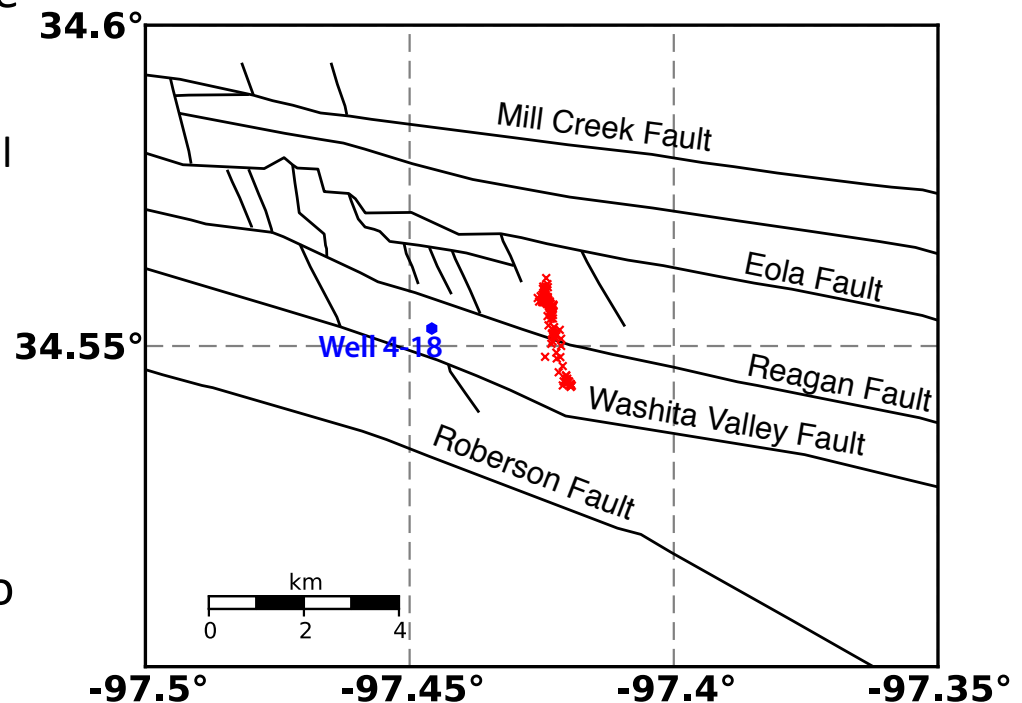 e
34.6°
l
Mill Creek Fault
Eola Fault
Well 4-18
34.55°
Reagan Fault
Washita Valley Fault
Roberson Fault
km
0 2 4
-97.5° -97.45° -97.4° -97.35°